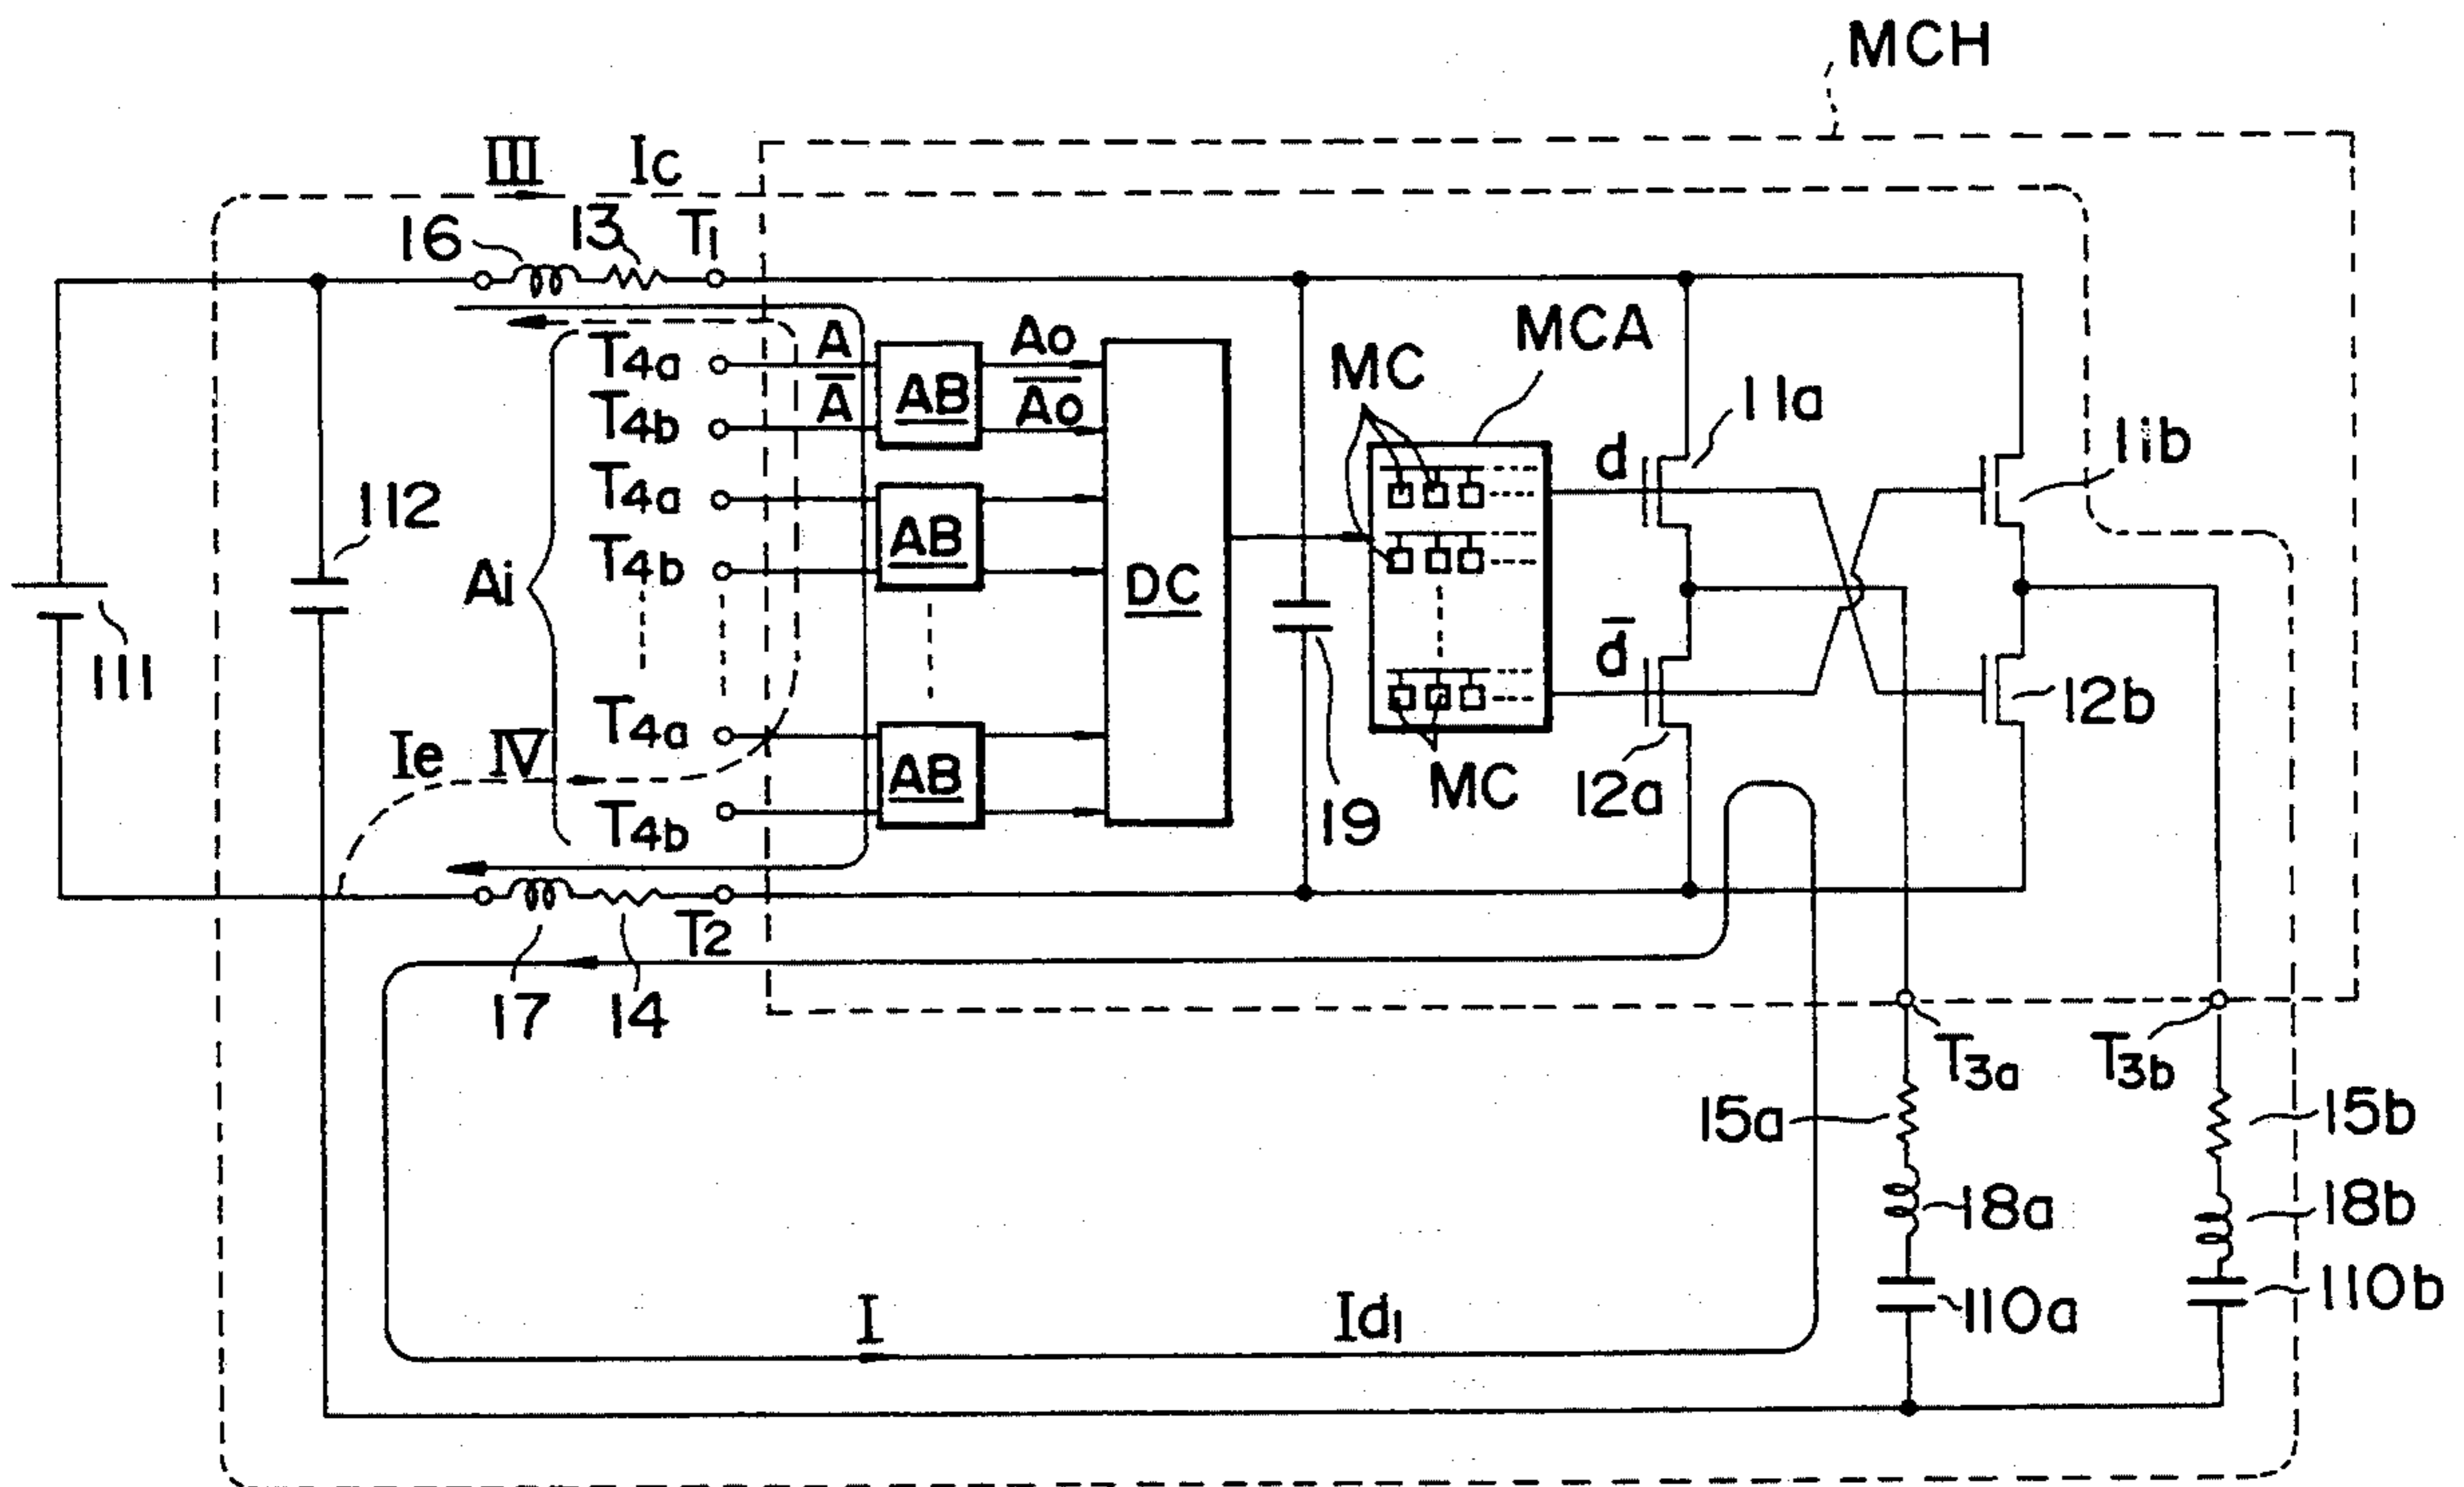 MCH
III Ic
16 13 T1
A Ao
T4a AB
A̅ A̅o̅
T4b
MC MCA
11a
11b
d
T4a AB
T4b
112
Ai
DC
111
d̅
12b
T4a AB
Ie IV
T4b
MC
12a
19
T2
17 14
T3a T3b
15a 15b
18a 18b
110a 110b
I Id1